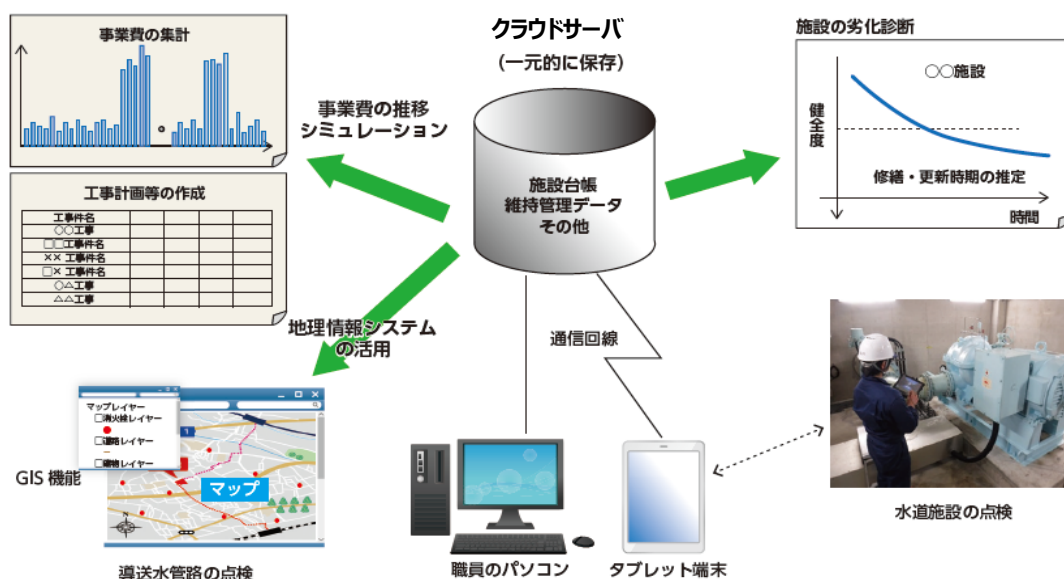 事業費の集計
工事計画等の作成
工事件名
○○工事
□□工事件名
×× 工事件名
□× 工事件名
○△工事
△△工事
事業費の推移
シミュレーション
クラウドサーバ
(一元的に保存)
施設台帳
維持管理データ
その他
施設の劣化診断
○○施設
健全度
修繕・更新時期の推定
時間
地理情報システム
の活用
通信回線
マップレイヤー
□消火線レイヤー
□道路レイヤー
□建物レイヤー
1
マップ
N
GIS 機能
導送水管路の点検
職員のパソコン
タブレット端末
水道施設の点検